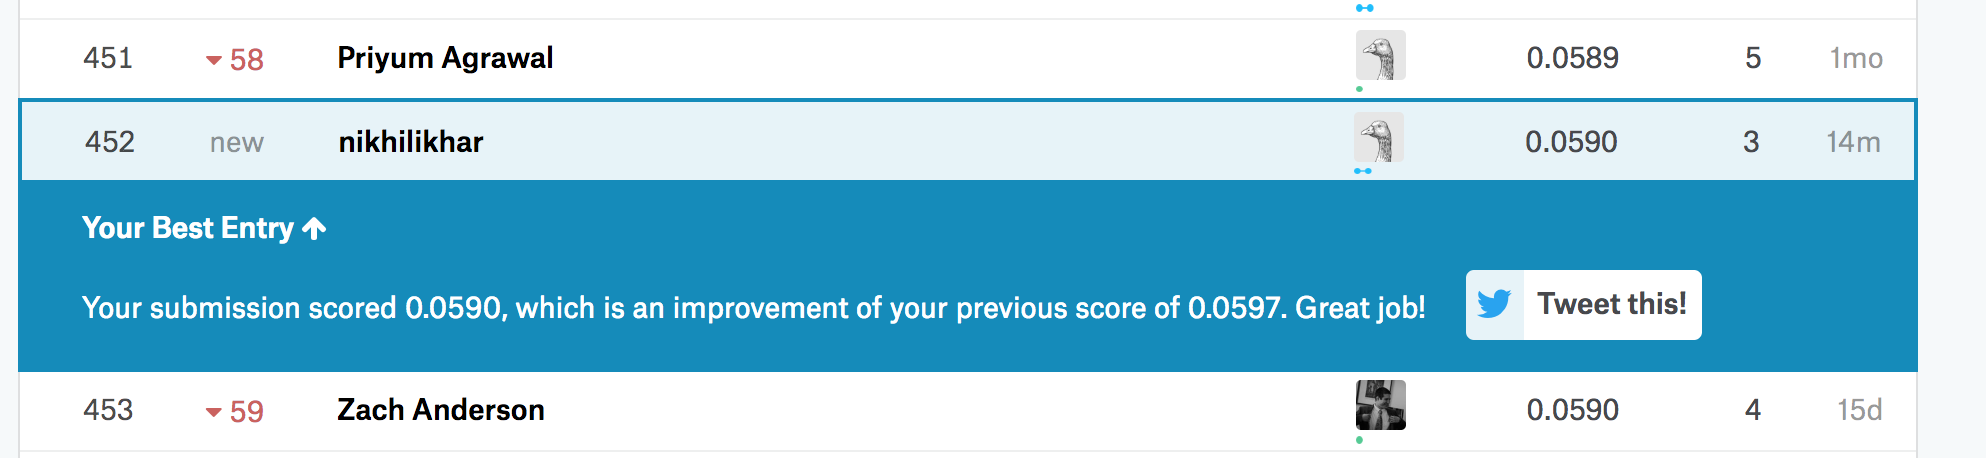 451 58 Priyum Agrawal 0.0589 5 1mo
452 new nikhilikhar 0.0590 3 14m
Your Best Entry
Your submission scored 0.0590, which is an improvement of your previous score of 0.0597. Great job! Tweet this!
453 59 Zach Anderson 0.0590 4 15d